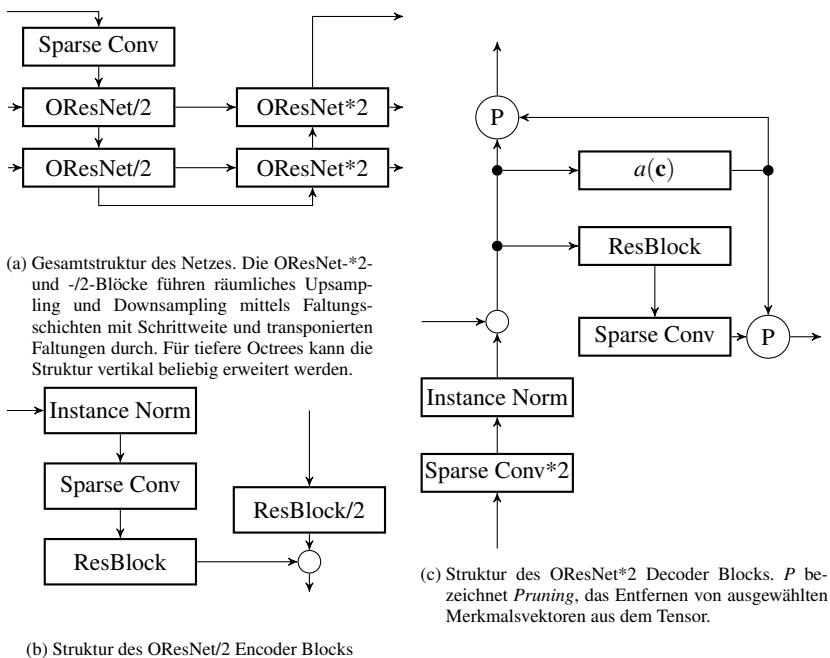 Sparse Conv
OResNet/2
OResNet*2
OResNet/2
OResNet*2
(a) Gesamtstruktur des Netzes. Die OResNet-*2-
und -/2-Blöcke führen räumliches Upsamp-
ling und Downsampling mittels Faltungs-
schichten mit Schrittweite und transponierten
Faltungen durch. Für tiefere Octrees kann die
Struktur vertikal beliebig erweitert werden.
Instance Norm
Sparse Conv
ResBlock/2
ResBlock
(b) Struktur des OResNet/2 Encoder Blocks
P
a(c)
ResBlock
Sparse Conv
P
Instance Norm
Sparse Conv*2
(c) Struktur des OResNet*2 Decoder Blocks. P be-
zeichnet Pruning, das Entfernen von ausgewählten
Merkmalsvektoren aus dem Tensor.